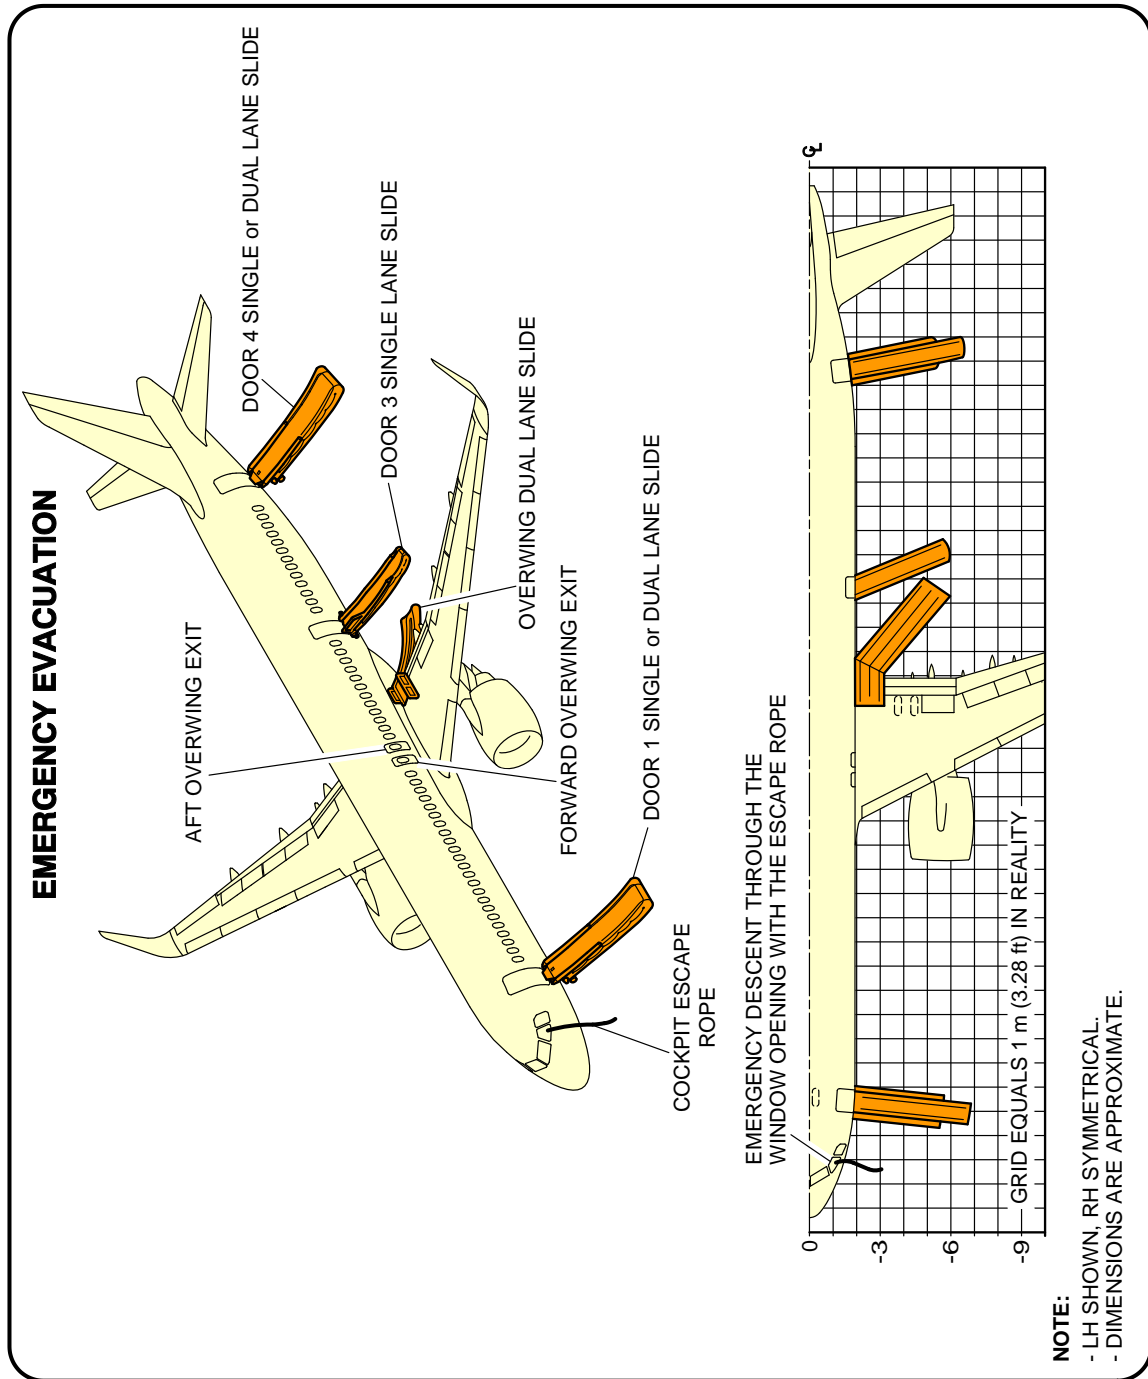 EMERGENCY EVACUATION
DOOR 4 SINGLE or DUAL LANE SLIDE
DOOR 3 SINGLE LANE SLIDE
OVERWING DUAL LANE SLIDE
AFT OVERWING EXIT
FORWARD OVERWING EXIT
DOOR 1 SINGLE or DUAL LANE SLIDE
COCKPIT ESCAPE
ROPE
EMERGENCY DESCENT THROUGH THE
WINDOW OPENING WITH THE ESCAPE ROPE
℄
0
-3
-6
-9
GRID EQUALS 1 m (3.28 ft) IN REALITY
NOTE:
- LH SHOWN, RH SYMMETRICAL.
- DIMENSIONS ARE APPROXIMATE.